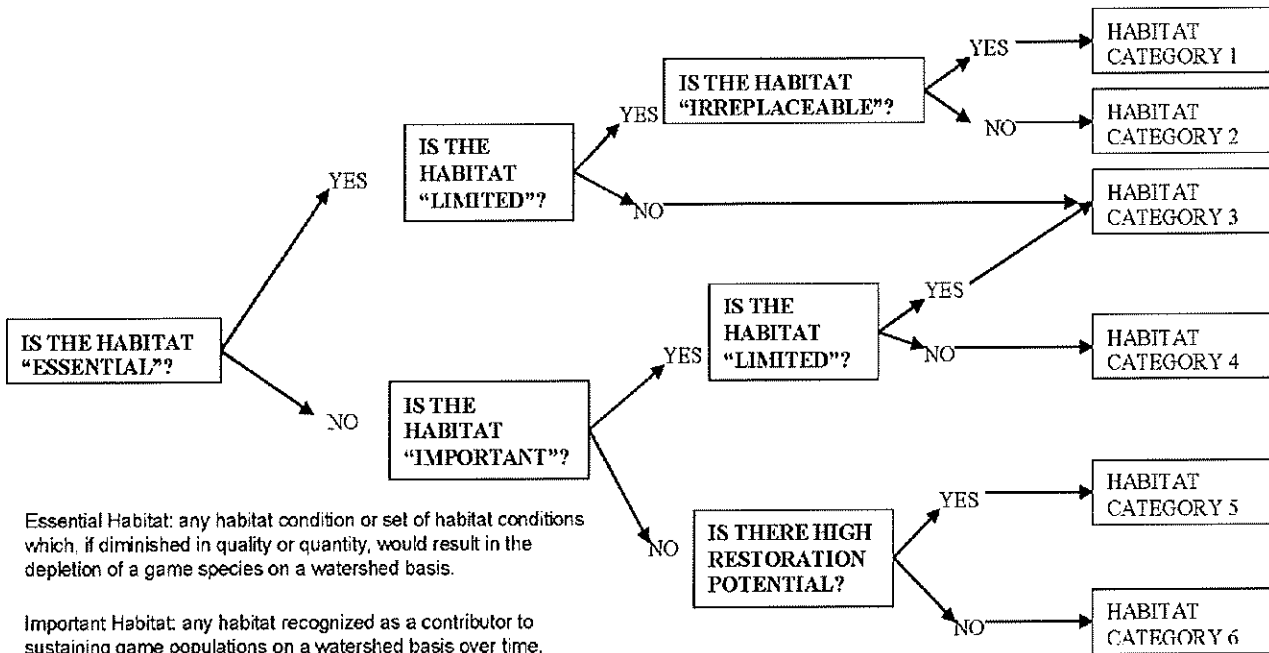 IS THE HABITAT
"ESSENTIAL"?
YES
NO
IS THE
HABITAT
"LIMITED"?
YES
NO
IS THE HABITAT
"IRREPLACEABLE"?
YES
NO
HABITAT
CATEGORY 1
HABITAT
CATEGORY 2
HABITAT
CATEGORY 3
IS THE
HABITAT
"IMPORTANT"?
YES
NO
IS THE
HABITAT
"LIMITED"?
YES
NO
HABITAT
CATEGORY 4
IS THERE HIGH
RESTORATION
POTENTIAL?
YES
NO
HABITAT
CATEGORY 5
HABITAT
CATEGORY 6
Essential Habitat: any habitat condition or set of habitat conditions
which, if diminished in quality or quantity, would result in the
depletion of a game species on a watershed basis.
Important Habitat: any habitat recognized as a contributor to
sustaining game populations on a watershed basis over time.